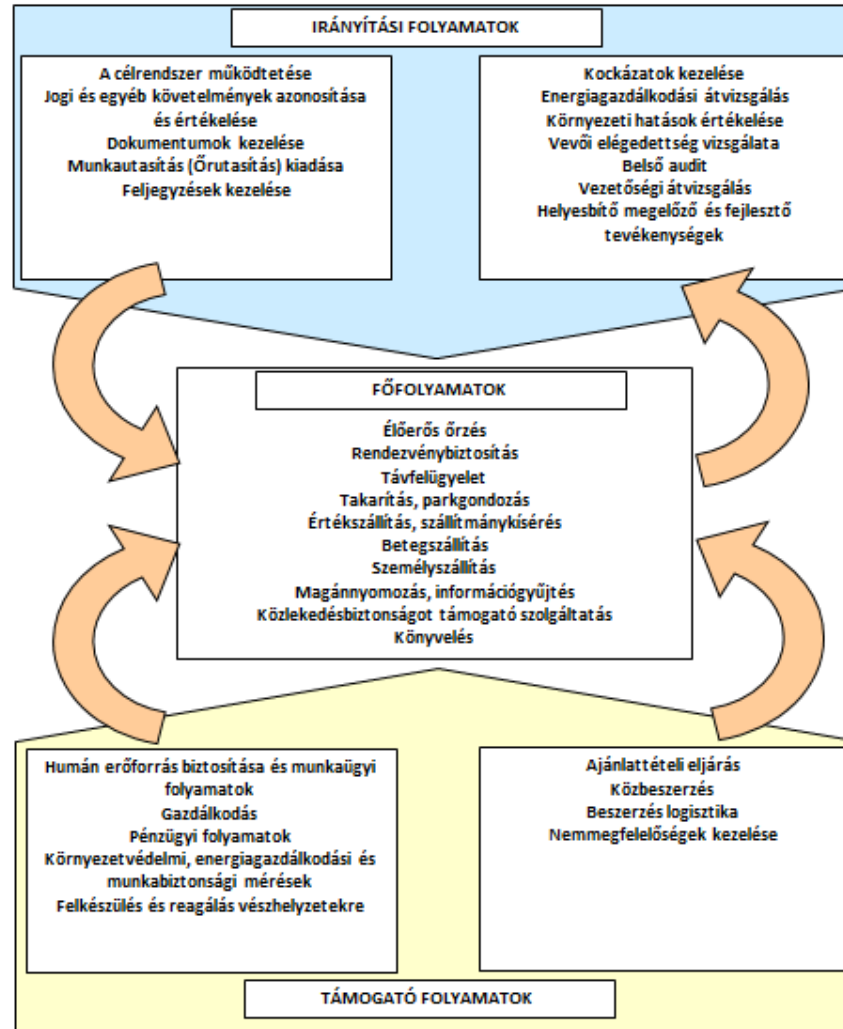 IRÁNYÍTÁSI FOLYAMATOK
A célrendszer működtetése
Jogi és egyéb követelmények azonosítása
és értékelése
Dokumentumok kezelése
Munkautasítás (Őrutasítás) kiadása
Feljegyzések kezelése
Kockázatok kezelése
Energiagazdálkodási átvizsgálás
Környezeti hatások értékelése
Vevői elégedettség vizsgálata
Belső audit
Vezetőségi átvizsgálás
Helyesbítő megelőző és fejlesztő
tevékenységek
FŐFOLYAMATOK
Élőerős őrzés
Rendezvénybiztosítás
Távfelügyelet
Takarítás, parkgondozás
Értékszállítás, szállítmánykísérés
Betegszállítás
Személyszállítás
Magánnyomozás, információgyűjtés
Közlekedésbiztonságot támogató szolgáltatás
Könyvelés
Humán erőforrás biztosítása és munkaügyi
folyamatok
Gazdálkodás
Pénzügyi folyamatok
Környezetvédelmi, energiagazdálkodási és
munkabiztonsági mérések
Felkészülés és reagálás vészhelyzetekre
Ajánlattételi eljárás
Közbeszerzés
Beszerzés logisztika
Nemmegfelelőségek kezelése
TÁMOGATÓ FOLYAMATOK